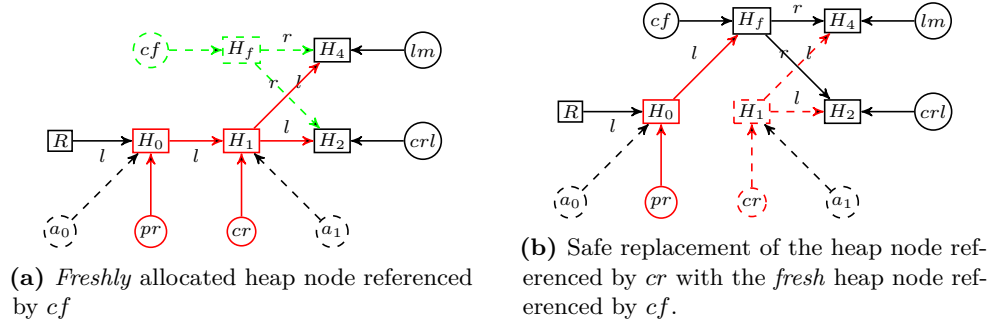 cf H_f r H_4 lm
r l
R l H_0 l H_1 l H_2 crl
a_0 pr cr a_1
(a) Freshly allocated heap node referenced
by cf
cf H_f r H_4 lm
l r l
R l H_0 H_1 l H_2 crl
a_0 pr cr a_1
(b) Safe replacement of the heap node ref-
erenced by cr with the fresh heap node ref-
erenced by cf.